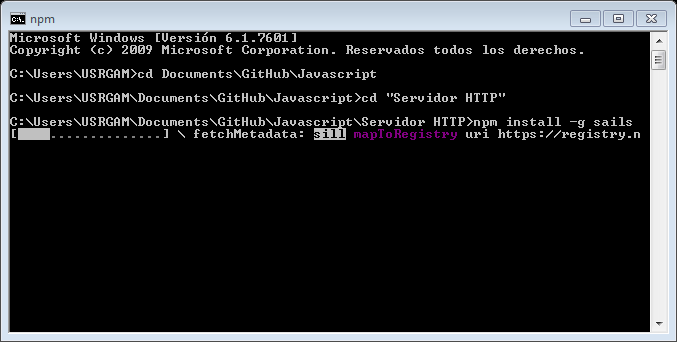 npm
Microsoft Windows [Versión 6.1.7601]
Copyright (c) 2009 Microsoft Corporation. Reservados todos los derechos.
C:\Users\USRGAM>cd Documents\GitHub\Javascript
C:\Users\USRGAM\Documents\GitHub\Javascript>cd "Servidor HTTP"
C:\Users\USRGAM\Documents\GitHub\Javascript\Servidor HTTP>npm install -g sails
[    ..............] \ fetchMetadata: sill mapToRegistry uri https://registry.n